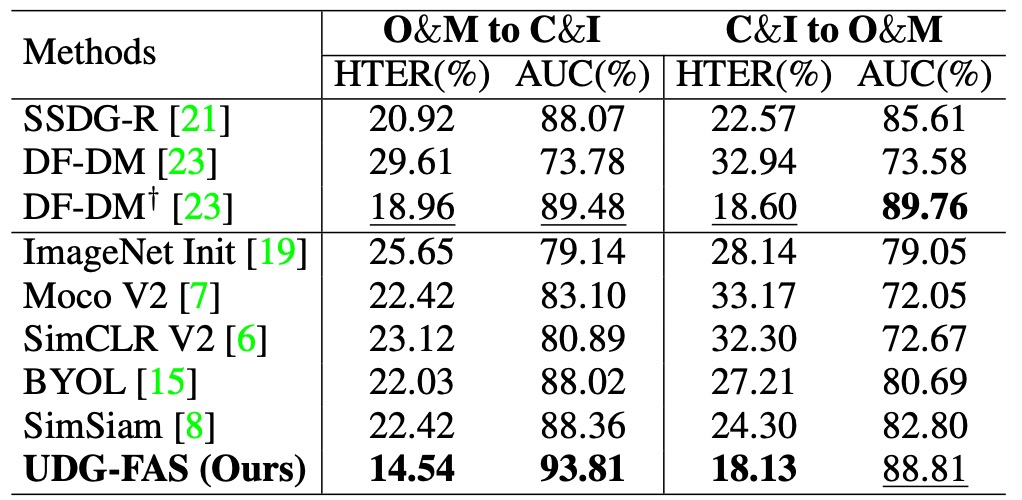 Methods O&M to C&I C&I to O&M
HTER(%) AUC(%) HTER(%) AUC(%)
SSDG-R [21] 20.92 88.07 22.57 85.61
DF-DM [23] 29.61 73.78 32.94 73.58
DF-DM† [23] 18.96 89.48 18.60 89.76
ImageNet Init [19] 25.65 79.14 28.14 79.05
Moco V2 [7] 22.42 83.10 33.17 72.05
SimCLR V2 [6] 23.12 80.89 32.30 72.67
BYOL [15] 22.03 88.02 27.21 80.69
SimSiam [8] 22.42 88.36 24.30 82.80
UDG-FAS (Ours) 14.54 93.81 18.13 88.81